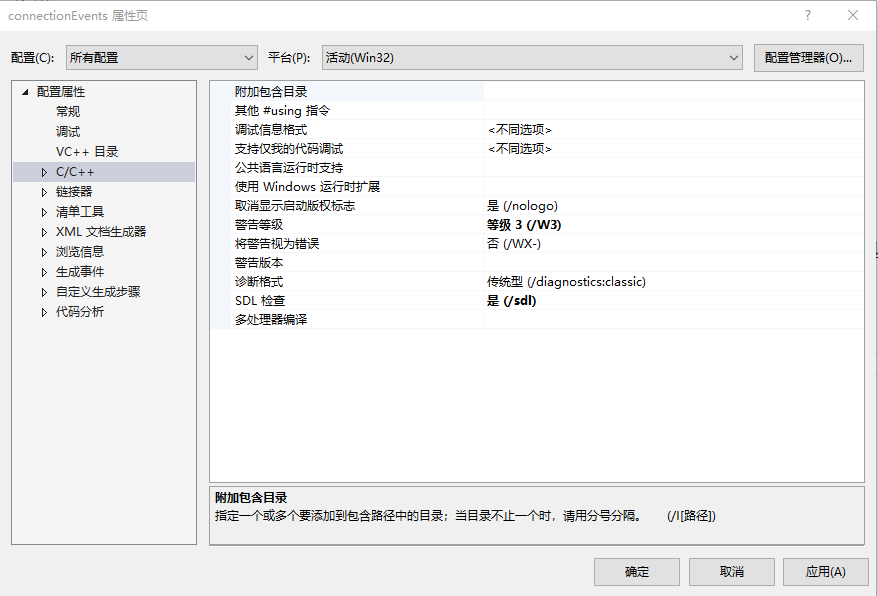 connectionEvents 属性页
?
配置(C): 所有配置 平台(P): 活动(Win32) 配置管理器(O)...
配置属性
常规
调试
VC++ 目录
C/C++
链接器
清单工具
XML 文档生成器
浏览信息
生成事件
自定义生成步骤
代码分析
附加包含目录
其他 #using 指令
调试信息格式 <不同选项>
支持仅我的代码调试 <不同选项>
公共语言运行时支持
使用 Windows 运行时扩展
取消显示启动版权标志 是 (/nologo)
警告等级 等级 3 (/W3)
将警告视为错误 否 (/WX-)
警告版本
诊断格式 传统型 (/diagnostics:classic)
SDL 检查 是 (/sdl)
多处理器编译
附加包含目录
指定一个或多个要添加到包含路径中的目录；当目录不止一个时，请用分号分隔。 (/I[路径])
确定 取消 应用(A)